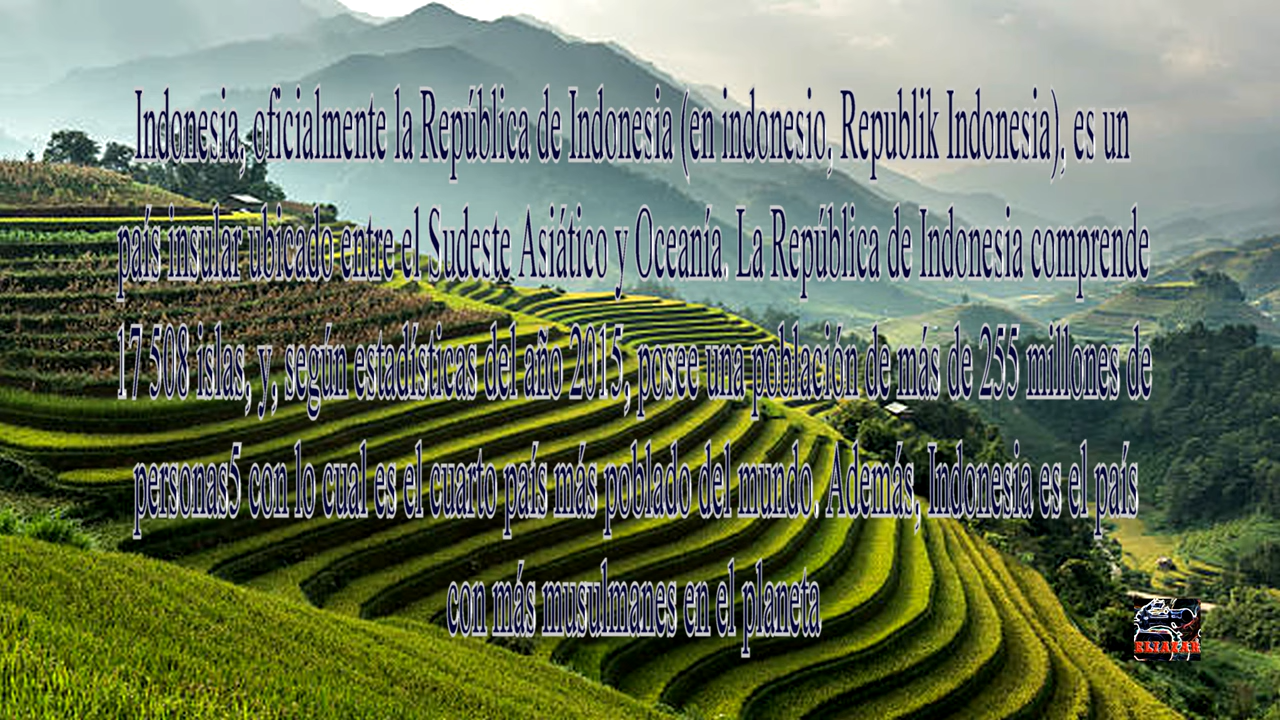 Indonesia, oficialmente la República de Indonesia (en indonesio, Republik Indonesia), es un
país insular ubicado entre el Sudeste Asiático y Oceanía. La República de Indonesia comprende
17 508 islas, y, según estadísticas del año 2015, posee una población de más de 255 millones de
personas5 con lo cual es el cuarto país más poblado del mundo. Además, Indonesia es el país
con más musulmanes en el planeta
ELIAZAR